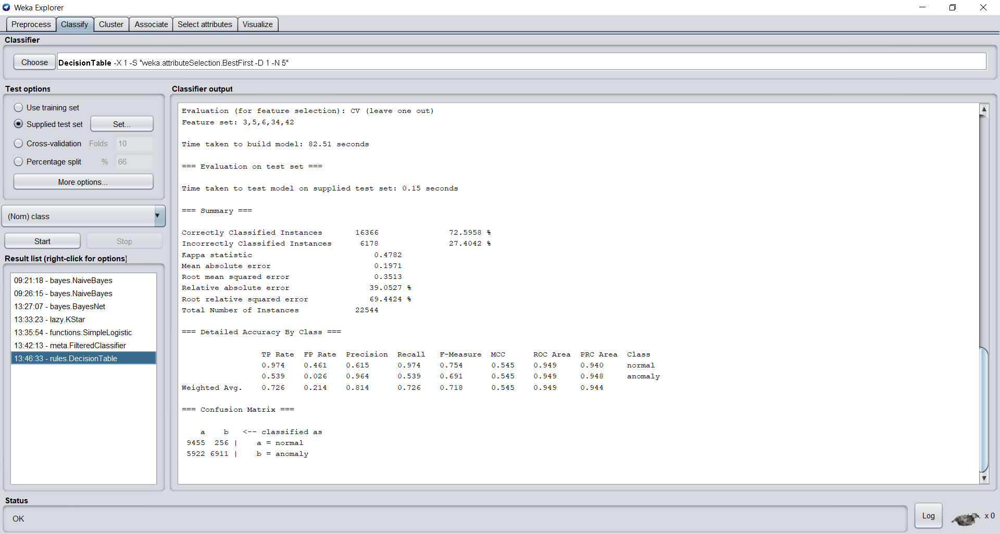 Weka Explorer
Preprocess Classify Cluster Associate Select attributes Visualize
Classifier
Choose DecisionTable -X 1 -S "weka.attributeSelection.BestFirst -D 1 -N 5"
Test options
Use training set
Supplied test set Set...
Cross-validation Folds 10
Percentage split % 66
More options...
(Nom) class
Start Stop
Result list (right-click for options)
09:21:18 - bayes.NaiveBayes
09:26:15 - bayes.NaiveBayes
13:27:07 - bayes.BayesNet
13:33:23 - lazy.KStar
13:35:54 - functions.SimpleLogistic
13:42:13 - meta.FilteredClassifier
13:46:33 - rules.DecisionTable
Classifier output
Evaluation (for feature selection): CV (leave one out)
Feature set: 3,5,6,34,42
Time taken to build model: 82.51 seconds
=== Evaluation on test set ===
Time taken to test model on supplied test set: 0.15 seconds
=== Summary ===
Correctly Classified Instances 16366 72.5958 %
Incorrectly Classified Instances 6178 27.4042 %
Kappa statistic 0.4782
Mean absolute error 0.1971
Root mean squared error 0.3513
Relative absolute error 39.0527 %
Root relative squared error 69.4424 %
Total Number of Instances 22544
=== Detailed Accuracy By Class ===
TP Rate FP Rate Precision Recall F-Measure MCC ROC Area PRC Area Class
0.974 0.461 0.615 0.974 0.754 0.545 0.949 0.940 normal
0.539 0.026 0.964 0.539 0.691 0.545 0.949 0.948 anomaly
Weighted Avg. 0.726 0.214 0.814 0.726 0.718 0.545 0.949 0.944
=== Confusion Matrix ===
a b <-- classified as
9455 256 | a = normal
5922 6911 | b = anomaly
Status
OK
Log x 0